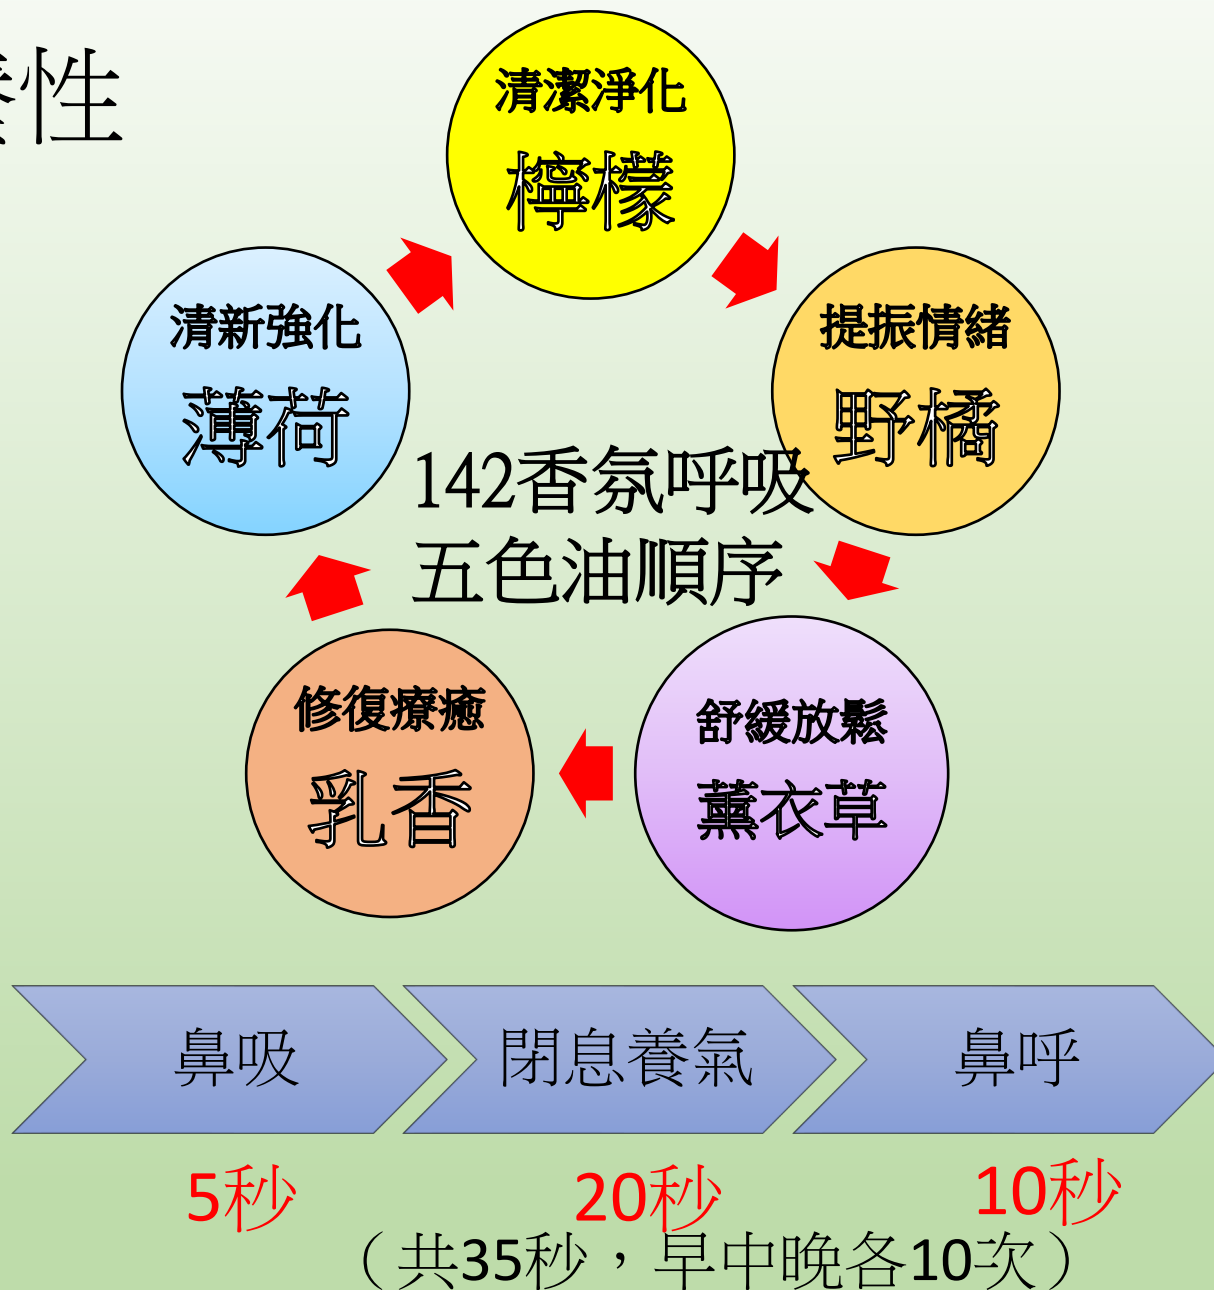 性
清潔淨化
檸檬
提振情緒
野橘
舒緩放鬆
薰衣草
修復療癒
乳香
清新強化
薄荷
142香氛呼吸
五色油順序
鼻吸
閉息養氣
鼻呼
5秒
20秒
10秒
（共35秒，早中晚各10次）